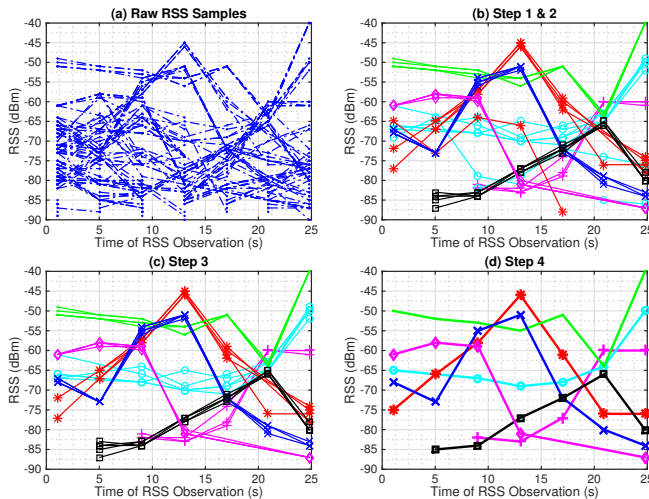 (a) Raw RSS Samples
RSS (dBm)
-40
-45
-50
-55
-60
-65
-70
-75
-80
-85
-90
0 5 10 15 20 25
Time of RSS Observation (s)
(b) Step 1 & 2
RSS (dBm)
-40
-45
-50
-55
-60
-65
-70
-75
-80
-85
-90
0 5 10 15 20 25
Time of RSS Observation (s)
(c) Step 3
RSS (dBm)
-40
-45
-50
-55
-60
-65
-70
-75
-80
-85
-90
0 5 10 15 20 25
Time of RSS Observation (s)
(d) Step 4
RSS (dBm)
-40
-45
-50
-55
-60
-65
-70
-75
-80
-85
-90
0 5 10 15 20 25
Time of RSS Observation (s)